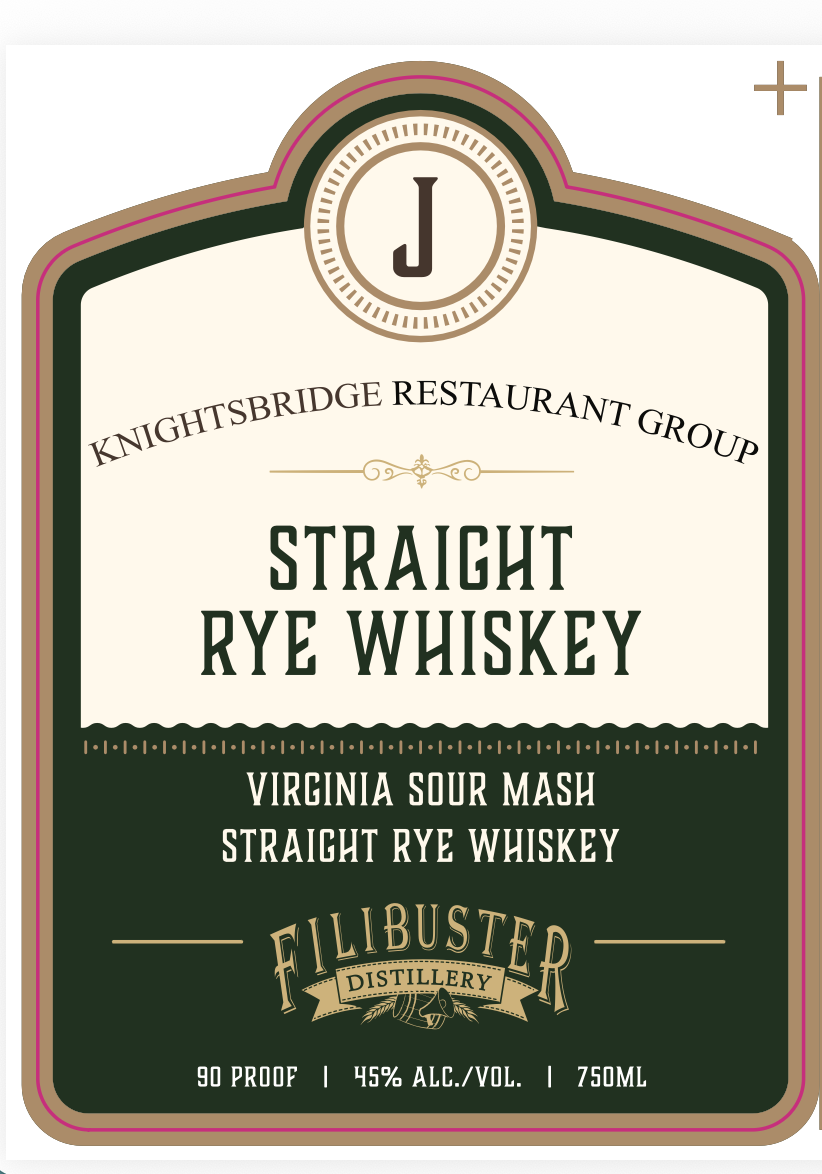 J
KNIGHTSBRIDGE RESTAURANT GROUP
STRAIGHT
RYE WHISKEY
VIRGINIA SOUR MASH
STRAIGHT RYE WHISKEY
FILIBUSTER
DISTILLERY
90 PROOF | 45% ALC./VOL. | 750ML